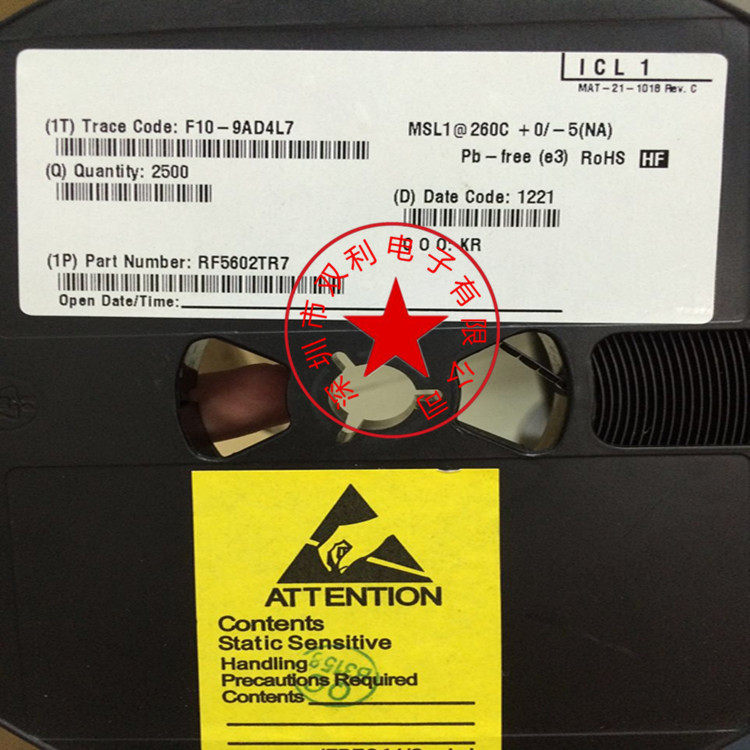 ICL 1
MAT-21-1018 Rev. C
(1T) Trace Code: F10-9AD4L7
MSL1@260C +0/-5(NA)
(Q) Quantity: 2500
Pb-free (e3) RoHS HF
(D) Date Code: 1221
KR
(1P) Part Number: RF5602TR7
Open Date/Time:
深圳市双利电子有限公司
ATTENTION
Contents
Static Sensitive
Handling
Precautions Required
Contents